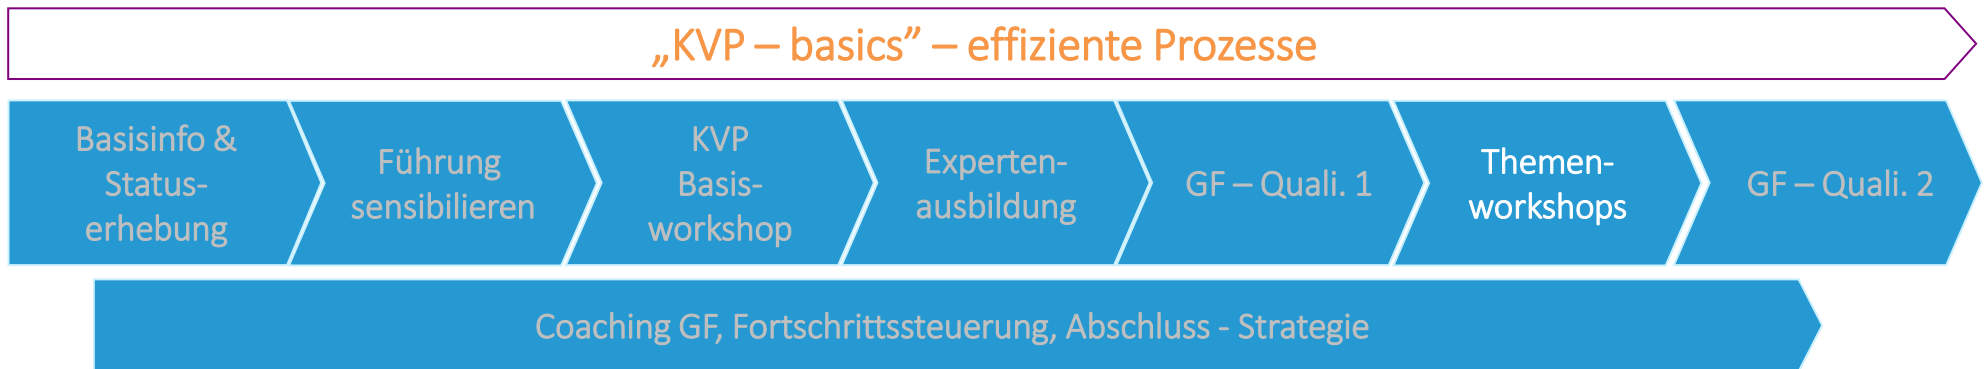 „KVP – basics” – effiziente Prozesse
Basisinfo &
Status-
erhebung
Führung
sensibilieren
KVP
Basis-
workshop
Experten-
ausbildung
GF – Quali. 1
Themen-
workshops
GF – Quali. 2
Coaching GF, Fortschrittssteuerung, Abschluss - Strategie